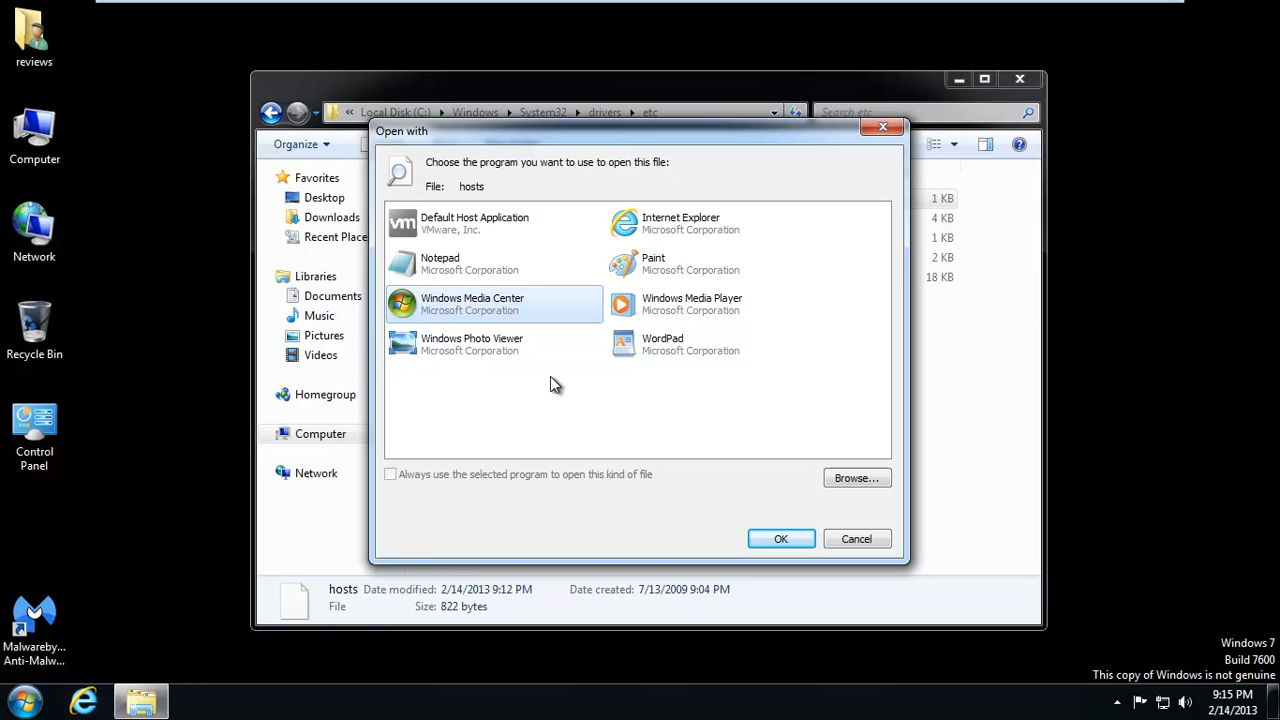 reviews
Computer
Network
Recycle Bin
Control
Panel
Malwareby...
Anti-Malw...
« Local Disk (C:) Windows System32 drivers etc
Search etc
Organize
Favorites
Desktop
Downloads
Recent Place
Libraries
Documents
Music
Pictures
Videos
Homegroup
Computer
Network
1 KB
4 KB
1 KB
2 KB
18 KB
Open with
Choose the program you want to use to open this file:
File: hosts
vm
Default Host Application
VMware, Inc.
Internet Explorer
Microsoft Corporation
Notepad
Microsoft Corporation
Paint
Microsoft Corporation
Windows Media Center
Microsoft Corporation
Windows Media Player
Microsoft Corporation
Windows Photo Viewer
Microsoft Corporation
WordPad
Microsoft Corporation
Always use the selected program to open this kind of file
Browse...
OK
Cancel
hosts Date modified: 2/14/2013 9:12 PM Date created: 7/13/2009 9:04 PM
File Size: 822 bytes
Windows 7
Build 7600
This copy of Windows is not genuine
9:15 PM
2/14/2013